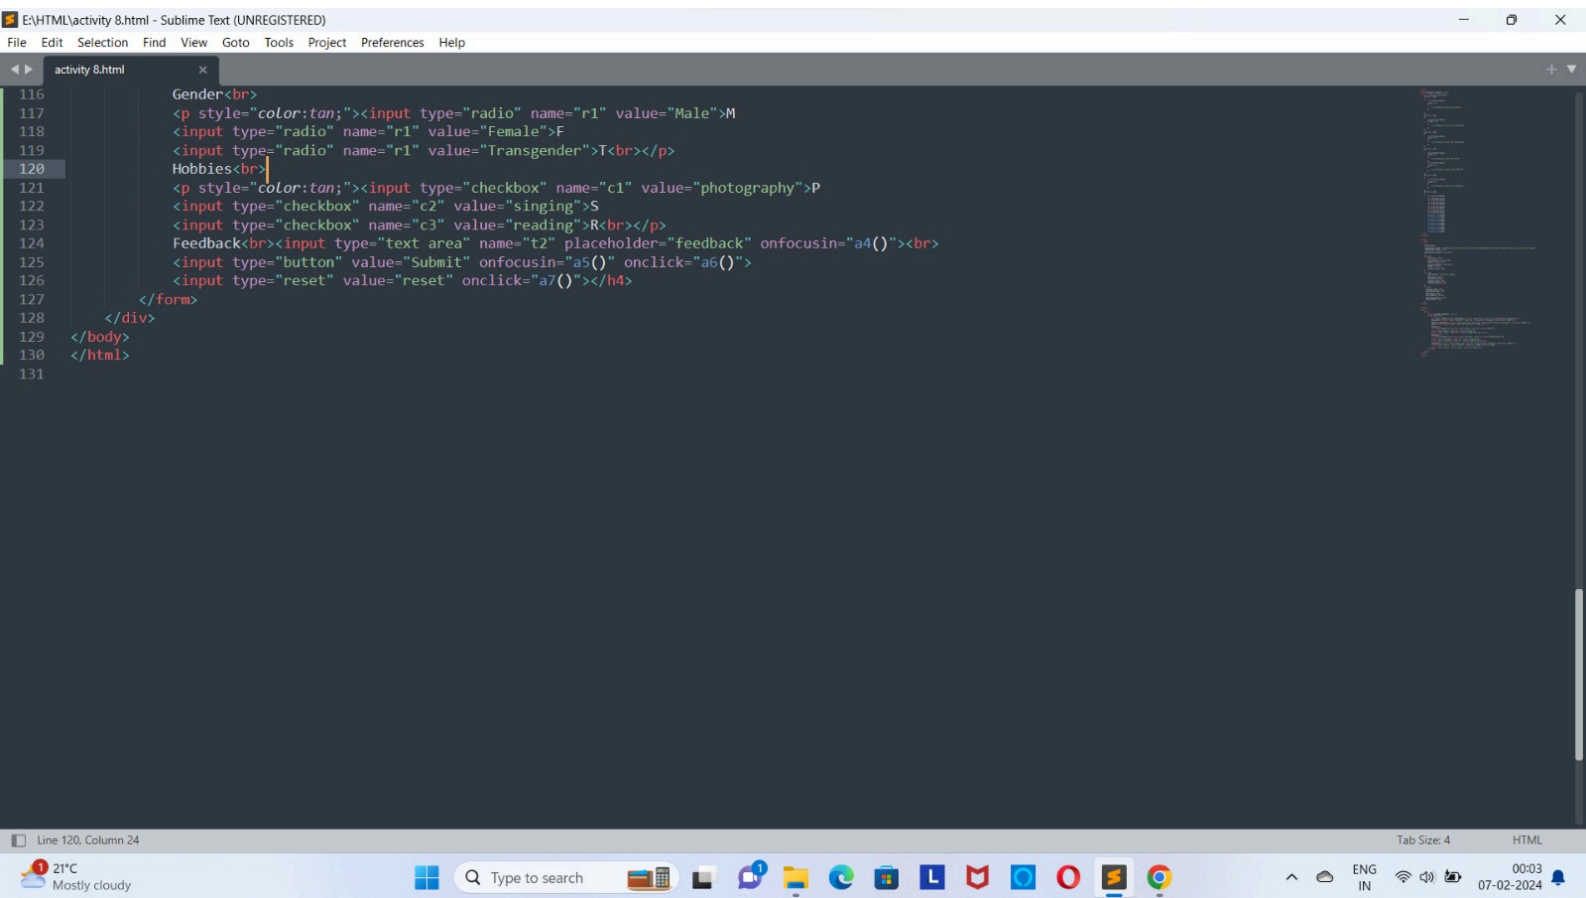 E:\HTML\activity 8.html - Sublime Text (UNREGISTERED)
File Edit Selection Find View Goto Tools Project Preferences Help
activity 8.html
116 Gender<br>
117 <p style="color:tan;"><input type="radio" name="r1" value="Male">M
118 <input type="radio" name="r1" value="Female">F
119 <input type="radio" name="r1" value="Transgender">T<br></p>
120 Hobbies<br>
121 <p style="color:tan;"><input type="checkbox" name="c1" value="photography">P
122 <input type="checkbox" name="c2" value="singing">S
123 <input type="checkbox" name="c3" value="reading">R<br></p>
124 Feedback<br><input type="text area" name="t2" placeholder="feedback" onfocusin="a4()"><br>
125 <input type="button" value="Submit" onfocusin="a5()" onclick="a6()">
126 <input type="reset" value="reset" onclick="a7()"></h4>
127 </form>
128 </div>
129 </body>
130 </html>
131
Line 120, Column 24 Tab Size: 4 HTML
1 21°C
Mostly cloudy
Type to search
1
L
ENG
IN
00:03
07-02-2024